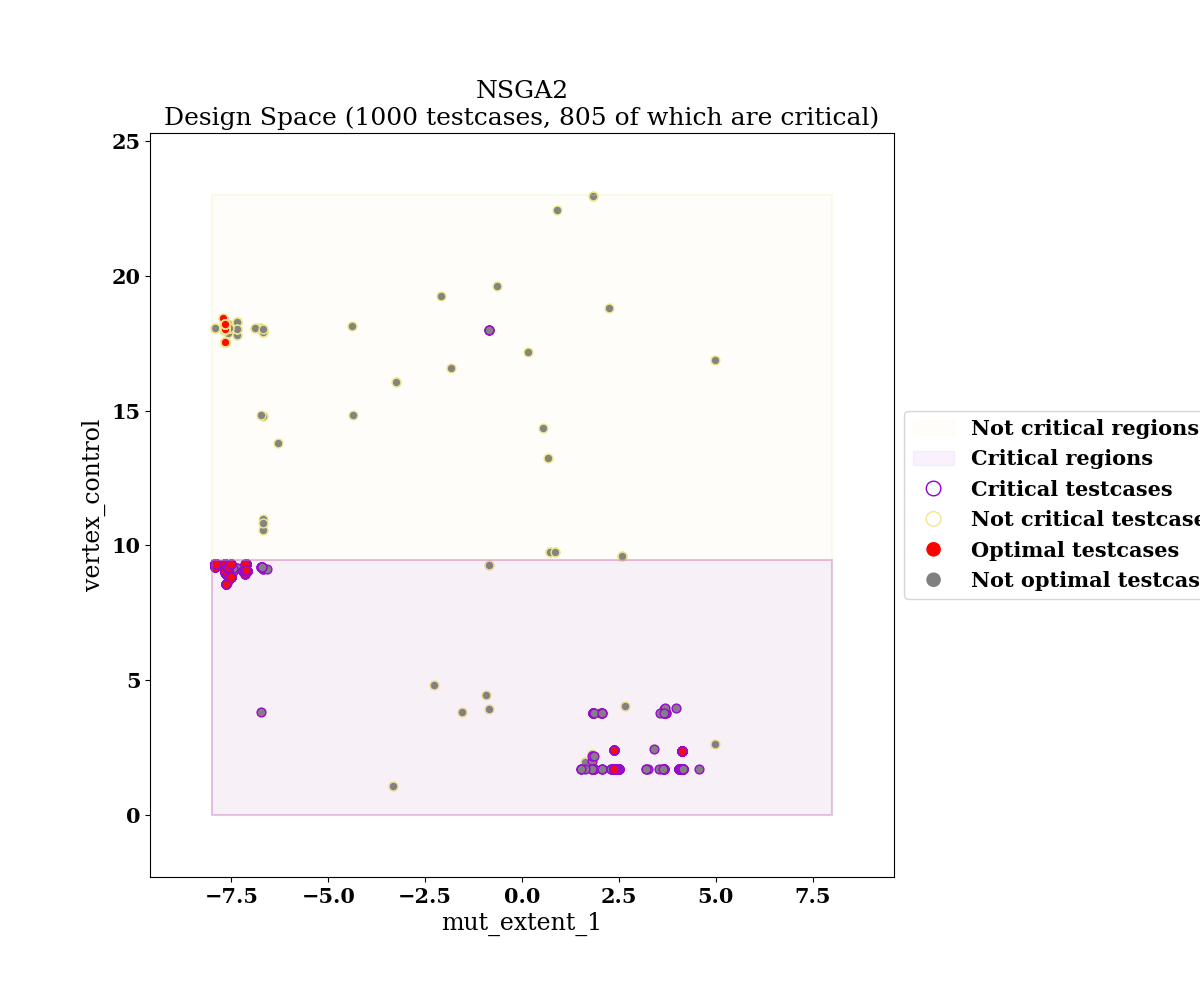 NSGA2
Design Space (1000 testcases, 805 of which are critical)
25
20
15
10
5
0
vertex_control
−7.5
−5.0
−2.5
0.0
2.5
5.0
7.5
mut_extent_1
Not critical regions
Critical regions
Critical testcases
Not critical testcase
Optimal testcases
Not optimal testcas